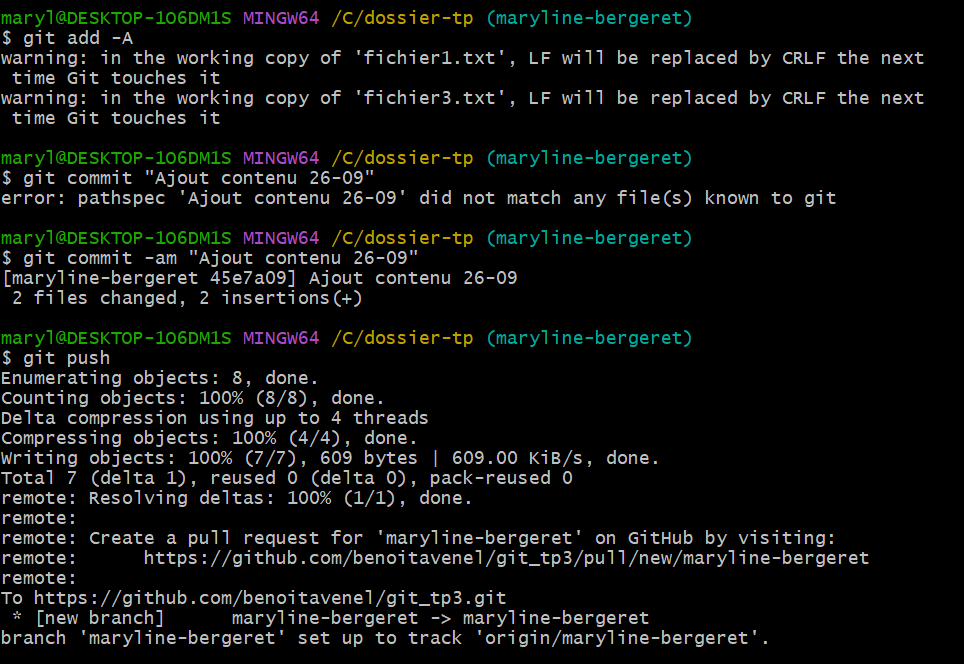 maryl@DESKTOP-1O6DM1S MINGW64 /C/dossier-tp (maryline-bergeret)
$ git add -A
warning: in the working copy of 'fichier1.txt', LF will be replaced by CRLF the next
 time Git touches it
warning: in the working copy of 'fichier3.txt', LF will be replaced by CRLF the next
 time Git touches it

maryl@DESKTOP-1O6DM1S MINGW64 /C/dossier-tp (maryline-bergeret)
$ git commit "Ajout contenu 26-09"
error: pathspec 'Ajout contenu 26-09' did not match any file(s) known to git

maryl@DESKTOP-1O6DM1S MINGW64 /C/dossier-tp (maryline-bergeret)
$ git commit -am "Ajout contenu 26-09"
[maryline-bergeret 45e7a09] Ajout contenu 26-09
 2 files changed, 2 insertions(+)

maryl@DESKTOP-1O6DM1S MINGW64 /C/dossier-tp (maryline-bergeret)
$ git push
Enumerating objects: 8, done.
Counting objects: 100% (8/8), done.
Delta compression using up to 4 threads
Compressing objects: 100% (4/4), done.
Writing objects: 100% (7/7), 609 bytes | 609.00 KiB/s, done.
Total 7 (delta 1), reused 0 (delta 0), pack-reused 0
remote: Resolving deltas: 100% (1/1), done.
remote:
remote: Create a pull request for 'maryline-bergeret' on GitHub by visiting:
remote:      https://github.com/benoitavenel/git_tp3/pull/new/maryline-bergeret
remote:
To https://github.com/benoitavenel/git_tp3.git
 * [new branch]      maryline-bergeret -> maryline-bergeret
branch 'maryline-bergeret' set up to track 'origin/maryline-bergeret'.